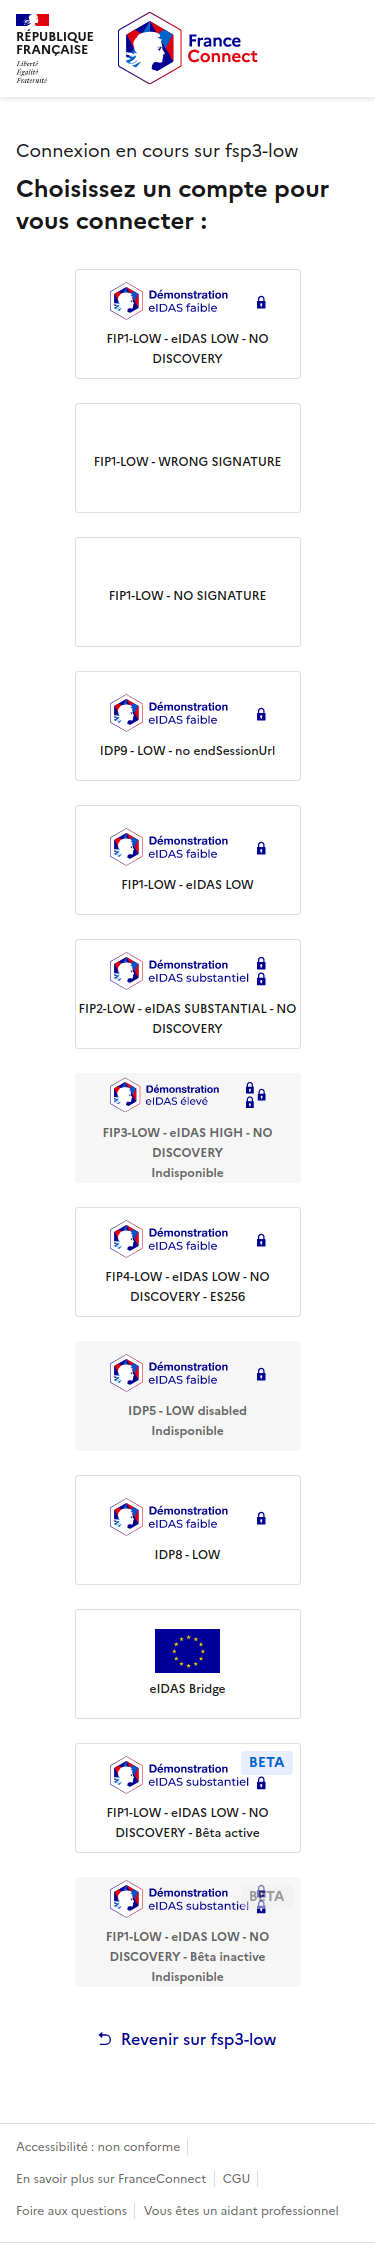 RÉPUBLIQUE
FRANÇAISE
Liberté
Égalité
Fraternité
France
Connect
Connexion en cours sur fsp3-low
Choisissez un compte pour
vous connecter :
Démonstration
eIDAS faible
FIP1-LOW - eIDAS LOW - NO
DISCOVERY
FIP1-LOW - WRONG SIGNATURE
FIP1-LOW - NO SIGNATURE
Démonstration
eIDAS faible
IDP9 - LOW - no endSessionUrl
Démonstration
eIDAS faible
FIP1-LOW - eIDAS LOW
Démonstration
eIDAS substantiel
FIP2-LOW - eIDAS SUBSTANTIAL - NO
DISCOVERY
Démonstration
eIDAS élevé
FIP3-LOW - eIDAS HIGH - NO
DISCOVERY
Indisponible
Démonstration
eIDAS faible
FIP4-LOW - eIDAS LOW - NO
DISCOVERY - ES256
Démonstration
eIDAS faible
IDP5 - LOW disabled
Indisponible
Démonstration
eIDAS faible
IDP8 - LOW
eIDAS Bridge
BETA
Démonstration
eIDAS substantiel
FIP1-LOW - eIDAS LOW - NO
DISCOVERY - Bêta active
BETA
Démonstration
eIDAS substantiel
FIP1-LOW - eIDAS LOW - NO
DISCOVERY - Bêta inactive
Indisponible
Revenir sur fsp3-low
Accessibilité : non conforme
En savoir plus sur FranceConnect
CGU
Foire aux questions
Vous êtes un aidant professionnel